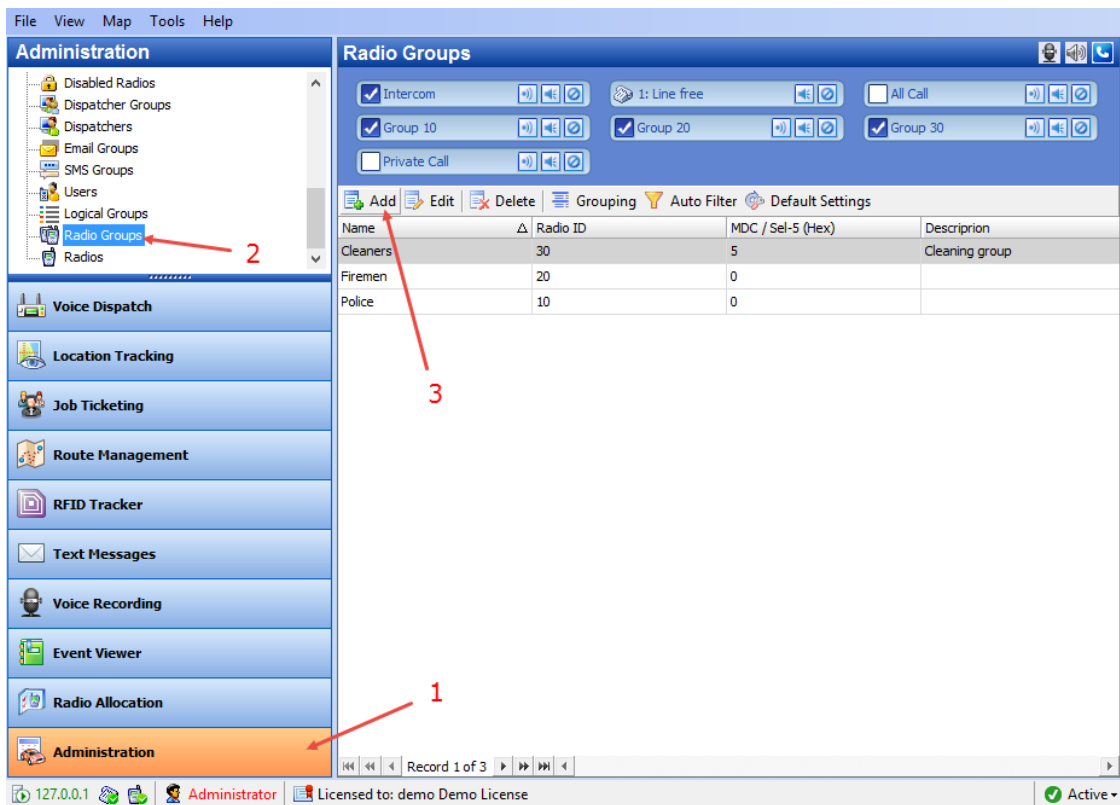 File View Map Tools Help
Administration
Disabled Radios
Dispatcher Groups
Dispatchers
Email Groups
SMS Groups
Users
Logical Groups
Radio Groups
2
Radios
Voice Dispatch
Location Tracking
Job Ticketing
Route Management
RFID Tracker
Text Messages
Voice Recording
Event Viewer
Radio Allocation
Administration
1
Radio Groups
Intercom 1: Line free All Call
Group 10 Group 20 Group 30
Private Call
Add Edit Delete Grouping Auto Filter Default Settings
Name Radio ID MDC / Sel-5 (Hex) Descriprion
Cleaners 30 5 Cleaning group
Firemen 20 0
Police 10 0
3
Record 1 of 3
127.0.0.1 Administrator Licensed to: demo Demo License Active